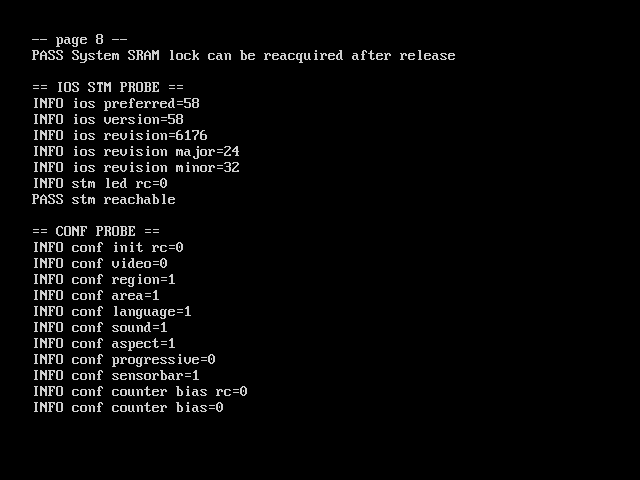 -- page 8 --
PASS System SRAM lock can be reacquired after release
== IOS STM PROBE ==
INFO ios preferred=58
INFO ios version=58
INFO ios revision=6176
INFO ios revision major=24
INFO ios revision minor=32
INFO stm led rc=0
PASS stm reachable
== CONF PROBE ==
INFO conf init rc=0
INFO conf video=0
INFO conf region=1
INFO conf area=1
INFO conf language=1
INFO conf sound=1
INFO conf aspect=1
INFO conf progressive=0
INFO conf sensorbar=1
INFO conf counter bias rc=0
INFO conf counter bias=0